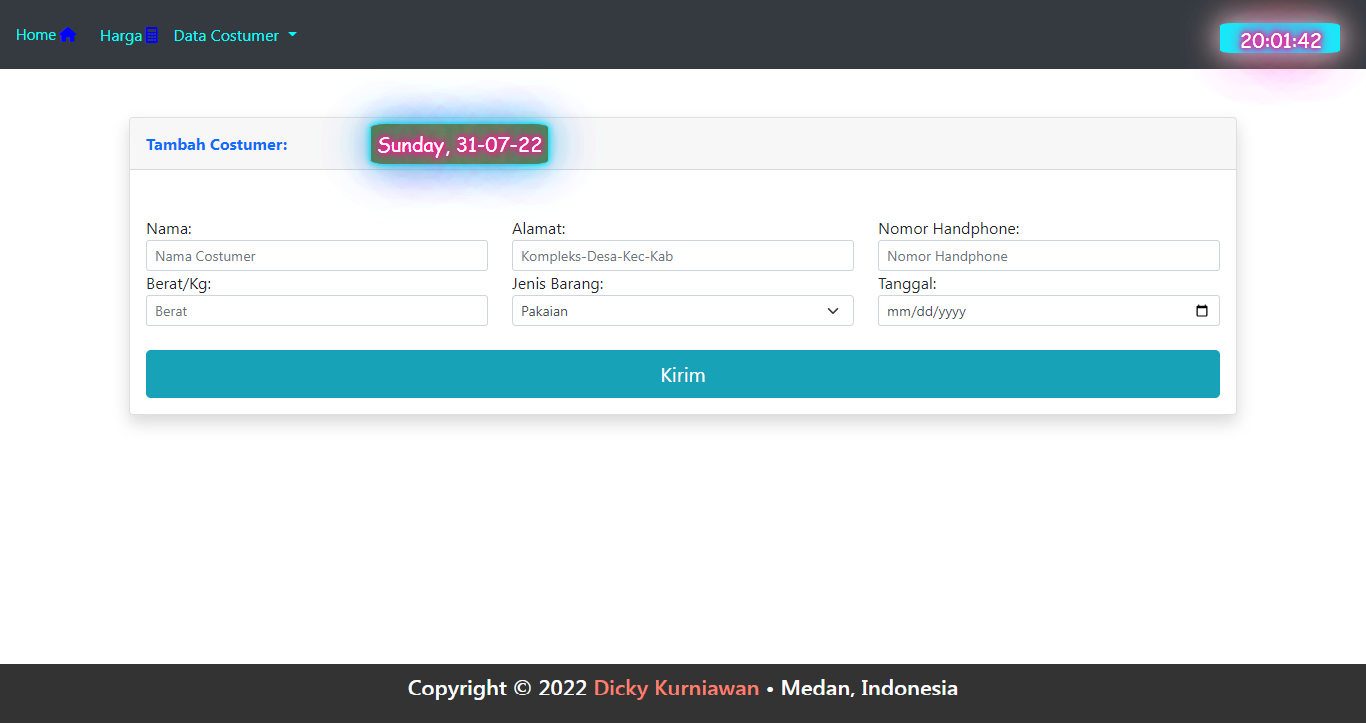 Home Harga Data Costumer 20:01:42
Tambah Costumer: Sunday, 31-07-22
Nama: Alamat: Nomor Handphone:
Nama Costumer Kompleks-Desa-Kec-Kab Nomor Handphone
Berat/Kg: Jenis Barang: Tanggal:
Berat Pakaian mm/dd/yyyy
Kirim
Copyright © 2022 Dicky Kurniawan • Medan, Indonesia